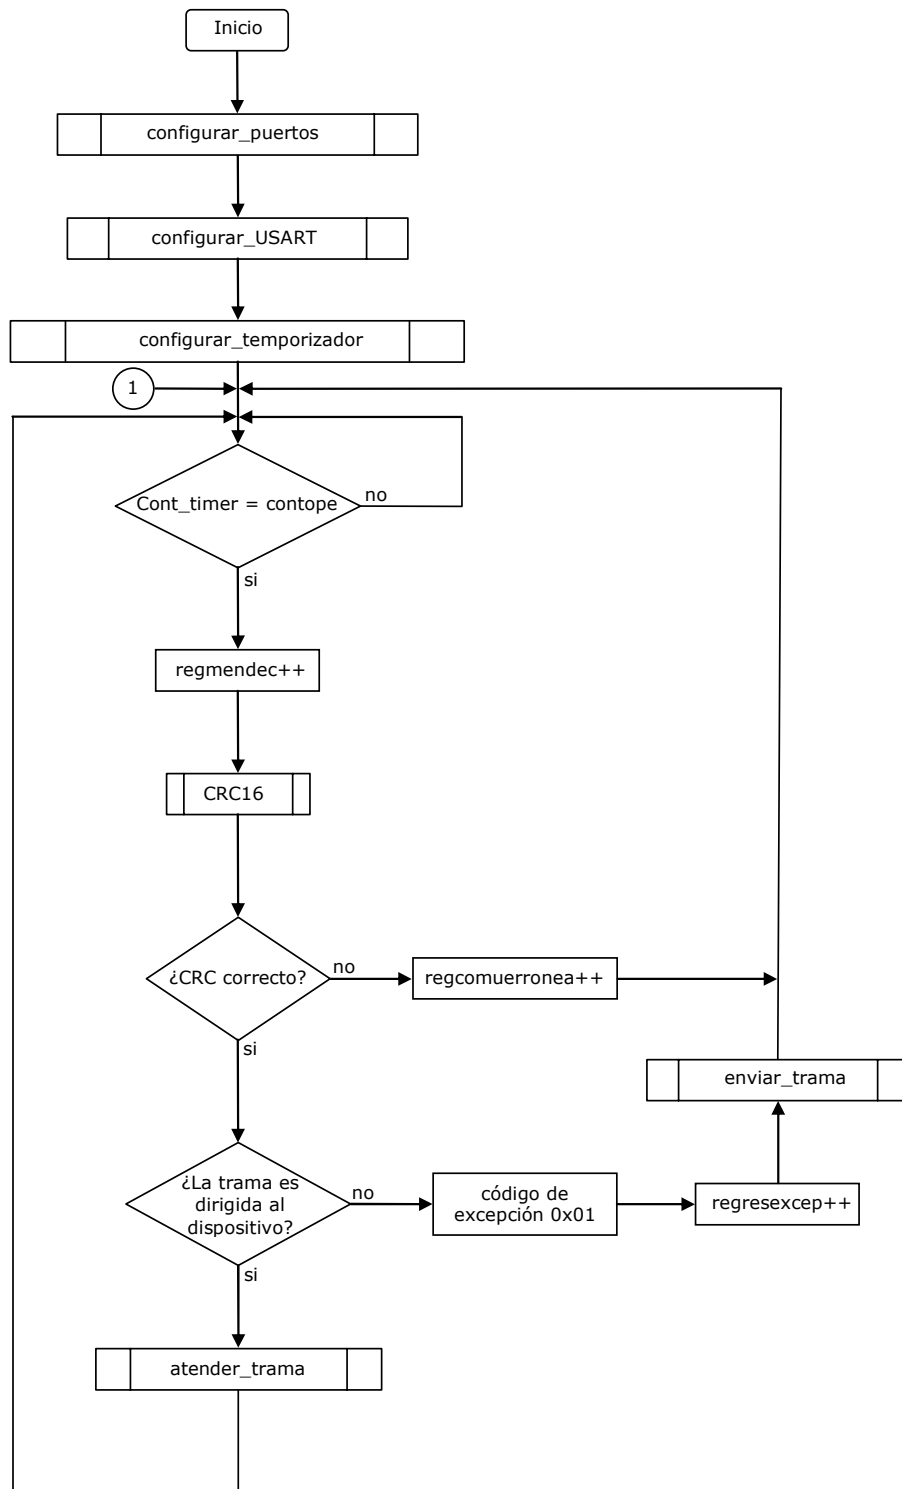 Inicio
configurar_puertos
configurar_USART
configurar_temporizador
1
Cont_timer = contope
no
si
regmendec++
CRC16
¿CRC correcto?
no
regcomuerronea++
si
enviar_trama
¿La trama es
dirigida al
dispositivo?
no
código de
excepción 0x01
regresexcep++
si
atender_trama